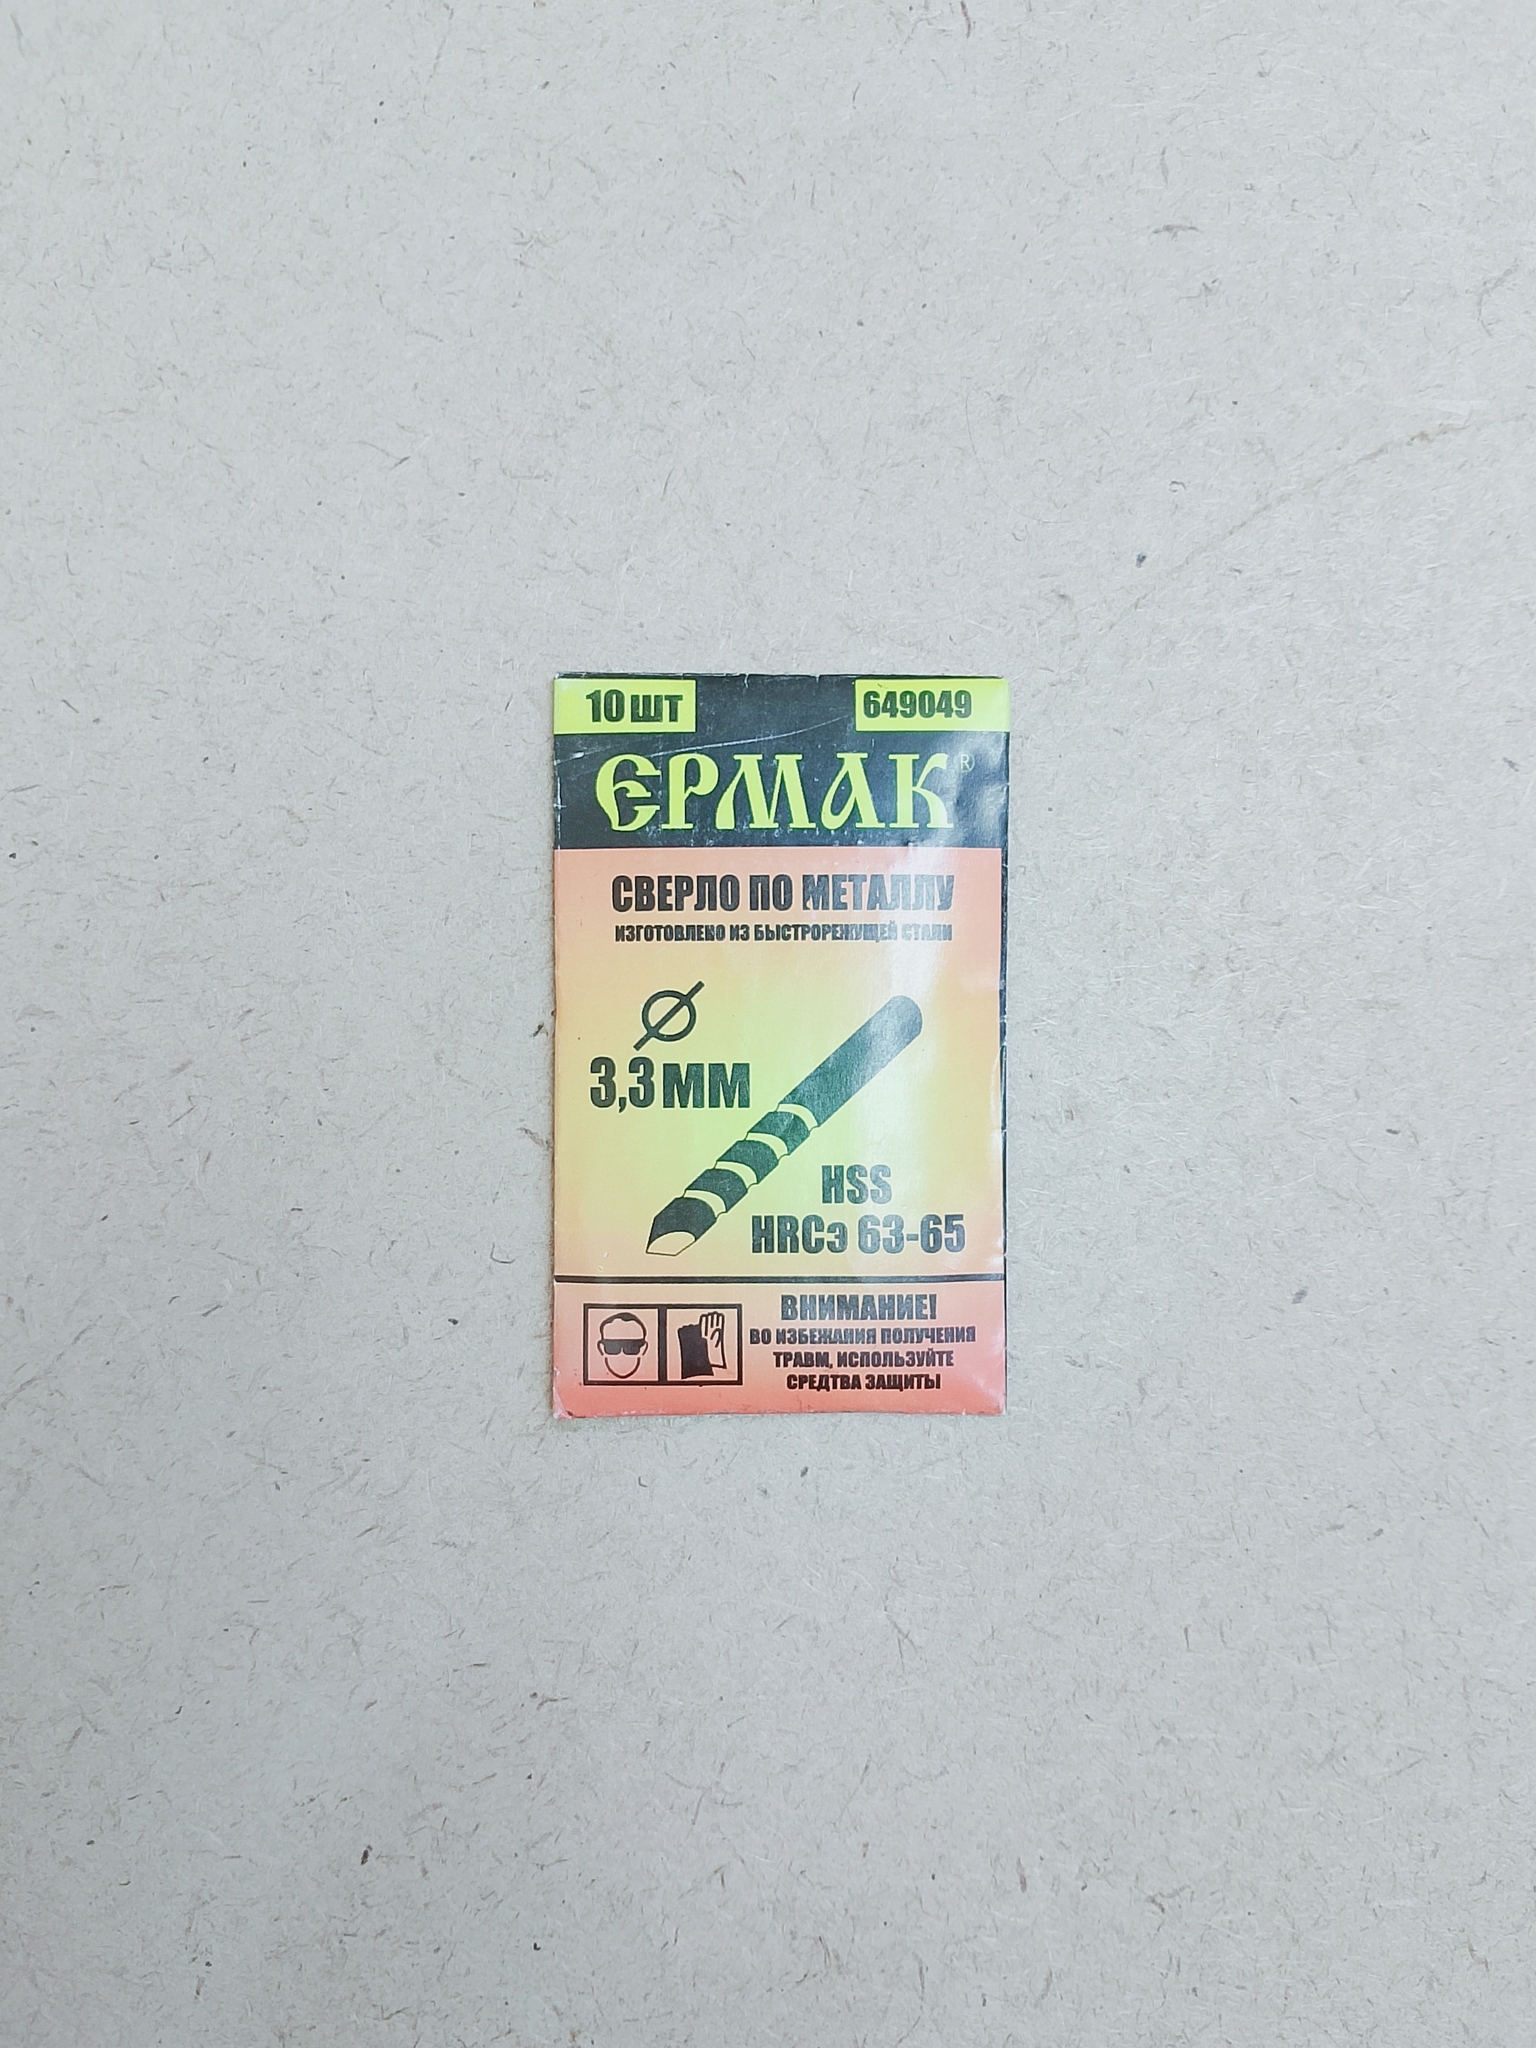 10 шт
649049
ЕРМАК®
СВЕРЛО ПО МЕТАЛЛУ
ИЗГОТОВЛЕНО ИЗ БЫСТРОРЕЖУЩЕЙ СТАЛИ
Ø
3,3 ММ
HSS
HRCэ 63-65
ВНИМАНИЕ!
ВО ИЗБЕЖАНИЯ ПОЛУЧЕНИЯ
ТРАВМ, ИСПОЛЬЗУЙТЕ
СРЕДТВА ЗАЩИТЫ